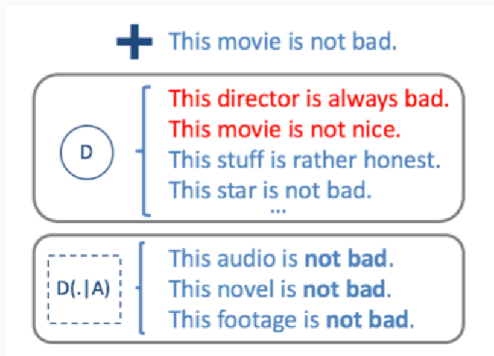 + This movie is not bad.
This director is always bad.
This movie is not nice.
D
This stuff is rather honest.
This star is not bad.
...
This audio is not bad.
D(.|A)
This novel is not bad.
This footage is not bad.